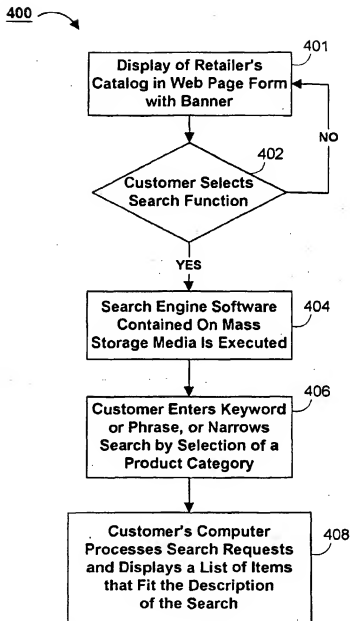 400
401
Display of Retailer's
Catalog in Web Page Form
with Banner
NO
402
Customer Selects
Search Function
YES
Search Engine Software
Contained On Mass
Storage Media Is Executed
404
Customer Enters Keyword
or Phrase, or Narrows
Search by Selection of a
Product Category
406
Customer's Computer
Processes Search Requests
and Displays a List of Items
that Fit the Description
of the Search
408